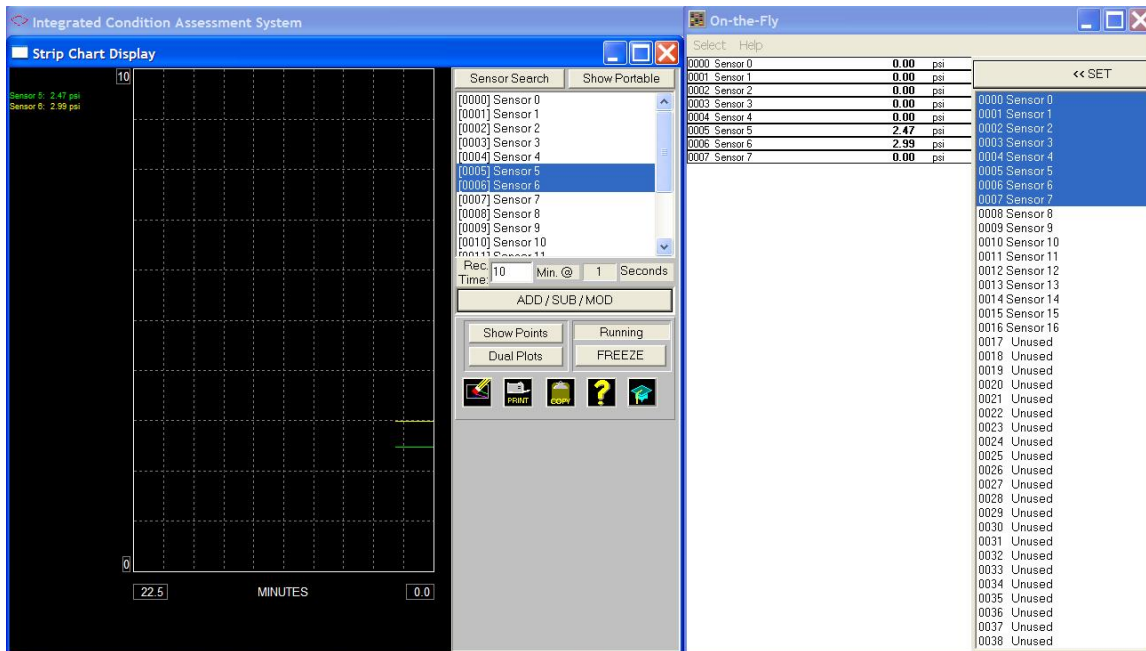 Integrated Condition Assessment System
Strip Chart Display
10
Sensor 5: 2.47 psi
Sensor 6: 2.99 psi
0
22.5 MINUTES 0.0
Sensor Search Show Portable
[0000] Sensor 0
[0001] Sensor 1
[0002] Sensor 2
[0003] Sensor 3
[0004] Sensor 4
[0005] Sensor 5
[0006] Sensor 6
[0007] Sensor 7
[0008] Sensor 8
[0009] Sensor 9
[0010] Sensor 10
[0011] Sensor 11
Rec. Time: 10 Min. @ 1 Seconds
ADD / SUB / MOD
Show Points Running
Dual Plots FREEZE
PRINT COPY ?
On-the-Fly
Select Help
0000 Sensor 0 0.00 psi
0001 Sensor 1 0.00 psi
0002 Sensor 2 0.00 psi
0003 Sensor 3 0.00 psi
0004 Sensor 4 0.00 psi
0005 Sensor 5 2.47 psi
0006 Sensor 6 2.99 psi
0007 Sensor 7 0.00 psi
<< SET
0000 Sensor 0
0001 Sensor 1
0002 Sensor 2
0003 Sensor 3
0004 Sensor 4
0005 Sensor 5
0006 Sensor 6
0007 Sensor 7
0008 Sensor 8
0009 Sensor 9
0010 Sensor 10
0011 Sensor 11
0012 Sensor 12
0013 Sensor 13
0014 Sensor 14
0015 Sensor 15
0016 Sensor 16
0017 Unused
0018 Unused
0019 Unused
0020 Unused
0021 Unused
0022 Unused
0023 Unused
0024 Unused
0025 Unused
0026 Unused
0027 Unused
0028 Unused
0029 Unused
0030 Unused
0031 Unused
0032 Unused
0033 Unused
0034 Unused
0035 Unused
0036 Unused
0037 Unused
0038 Unused